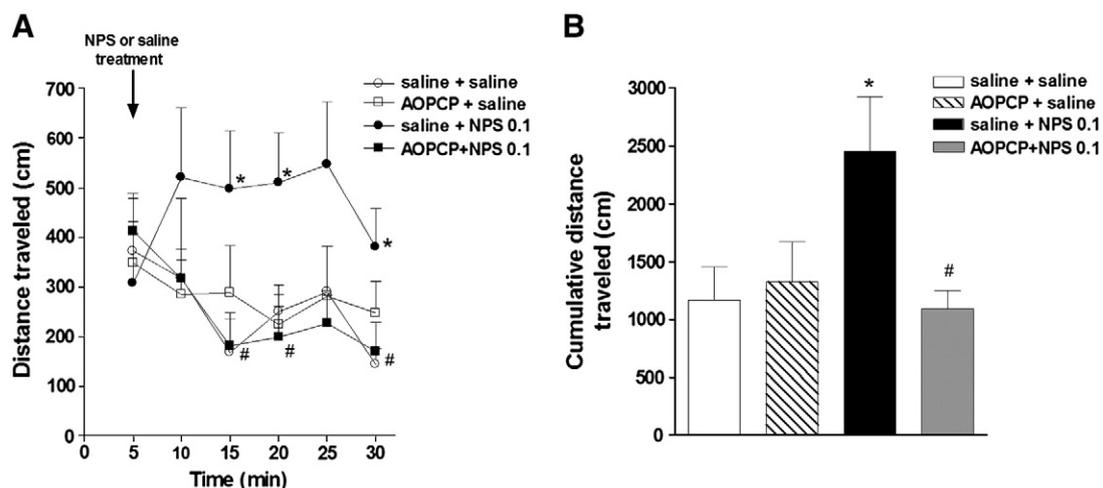 A
NPS or saline
treatment
700
600
500
400
300
200
100
0
Distance traveled (cm)
0 5 10 15 20 25 30
Time (min)
saline + saline
AOPCP + saline
saline + NPS 0.1
AOPCP+NPS 0.1
*
*
*
#
#
#
B
3000
2500
2000
1500
1000
500
0
Cumulative distance
traveled (cm)
*
#
saline + saline
AOPCP + saline
saline + NPS 0.1
AOPCP+NPS 0.1